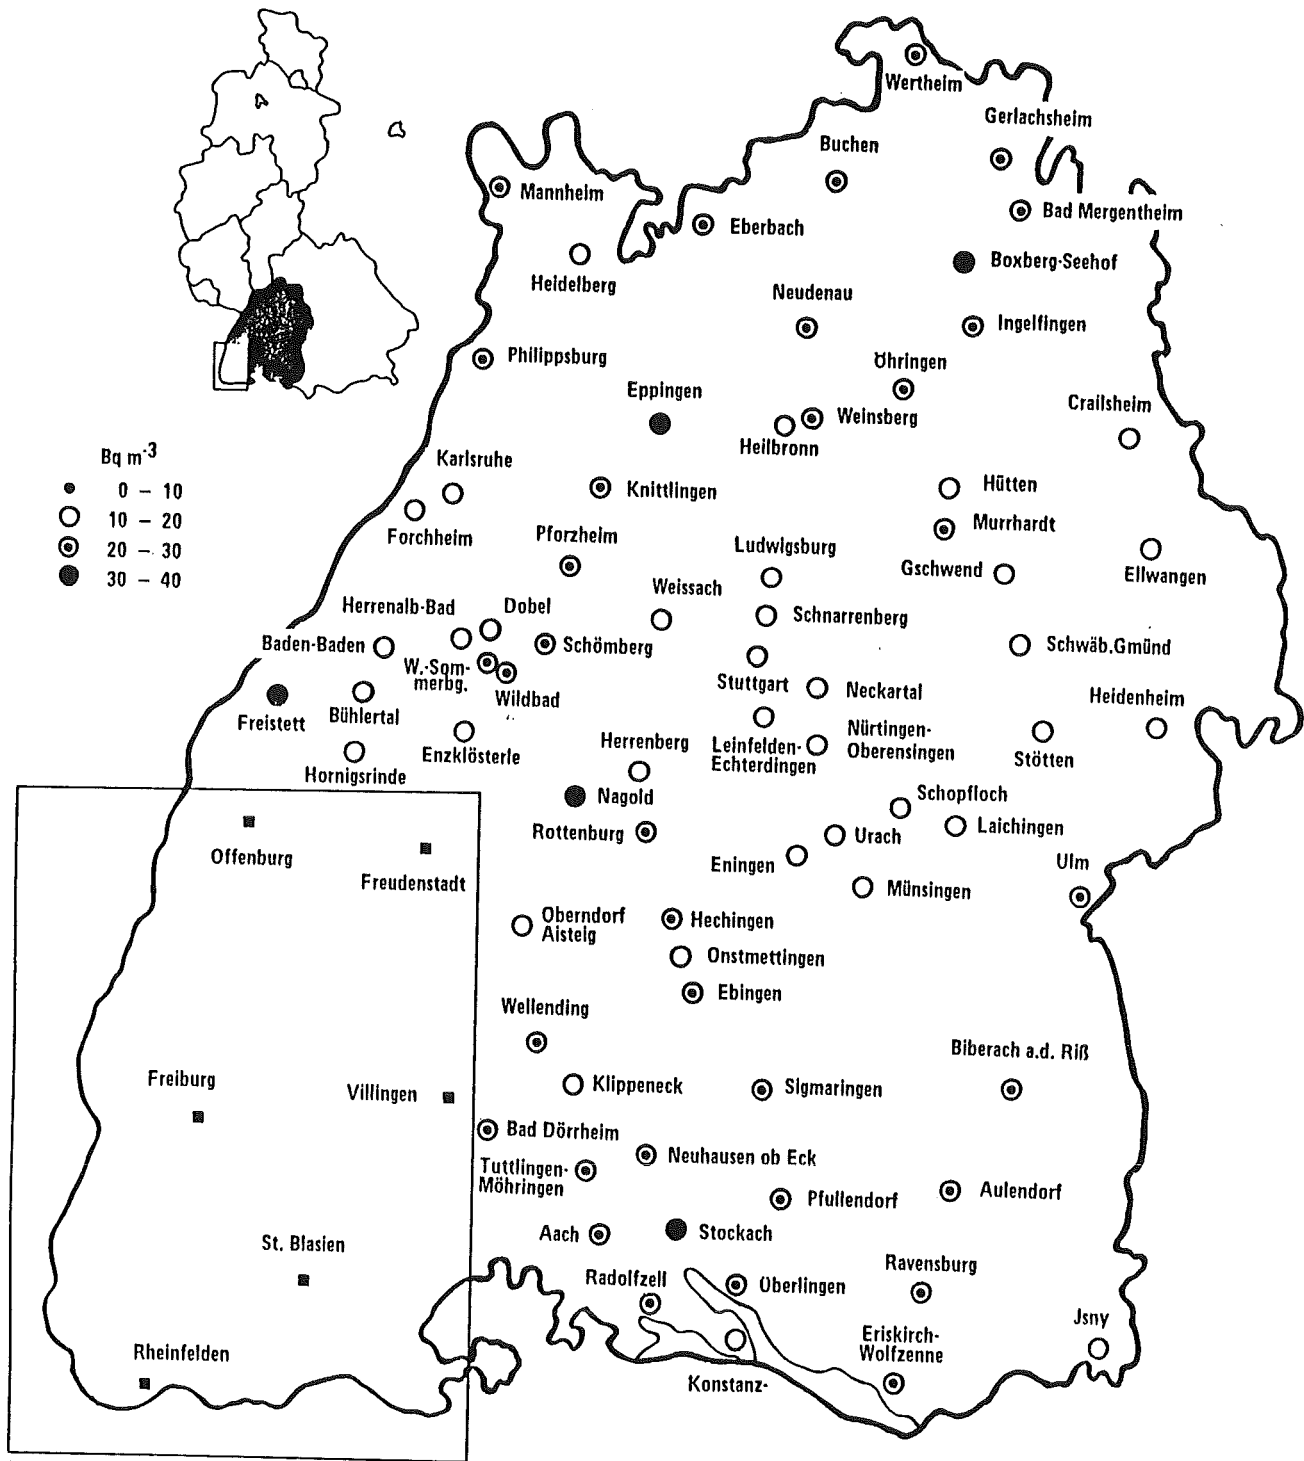 Wertheim
Gerlachsheim
Buchen
Mannheim
Bad Mergentheim
Eberbach
Boxberg-Seehof
Heidelberg
Neudenau
Ingelfingen
Philippsburg
Öhringen
Eppingen
Crailsheim
Weinsberg
Heilbronn
Bq m-3
0 – 10
10 – 20
20 – 30
30 – 40
Karlsruhe
Knittlingen
Hütten
Forchheim
Murrhardt
Pforzheim
Ludwigsburg
Gschwend
Ellwangen
Weissach
Herrenalb-Bad
Dobel
Schnarrenberg
Baden-Baden
Schömberg
Schwäb.Gmünd
W.-Som-
merbg.
Wildbad
Stuttgart
Neckartal
Heidenheim
Freistett
Bühlertal
Enzklösterle
Herrenberg
Leinfelden-
Echterdingen
Nürtingen-
Oberensingen
Stötten
Hornigsrinde
Nagold
Schopfloch
Rottenburg
Laichingen
Urach
Offenburg
Eningen
Ulm
Freudenstadt
Münsingen
Oberndorf
Aisteig
Hechingen
Onstmettingen
Ebingen
Wellending
Biberach a.d. Riß
Freiburg
Villingen
Klippeneck
SIgmaringen
Bad Dörrheim
Neuhausen ob Eck
Tuttlingen-
Möhringen
Pfullendorf
Aulendorf
Aach
Stockach
St. Blasien
Radolfzell
Überlingen
Ravensburg
Jsny
Eriskirch-
Wolfzenne
Rheinfelden
Konstanz-